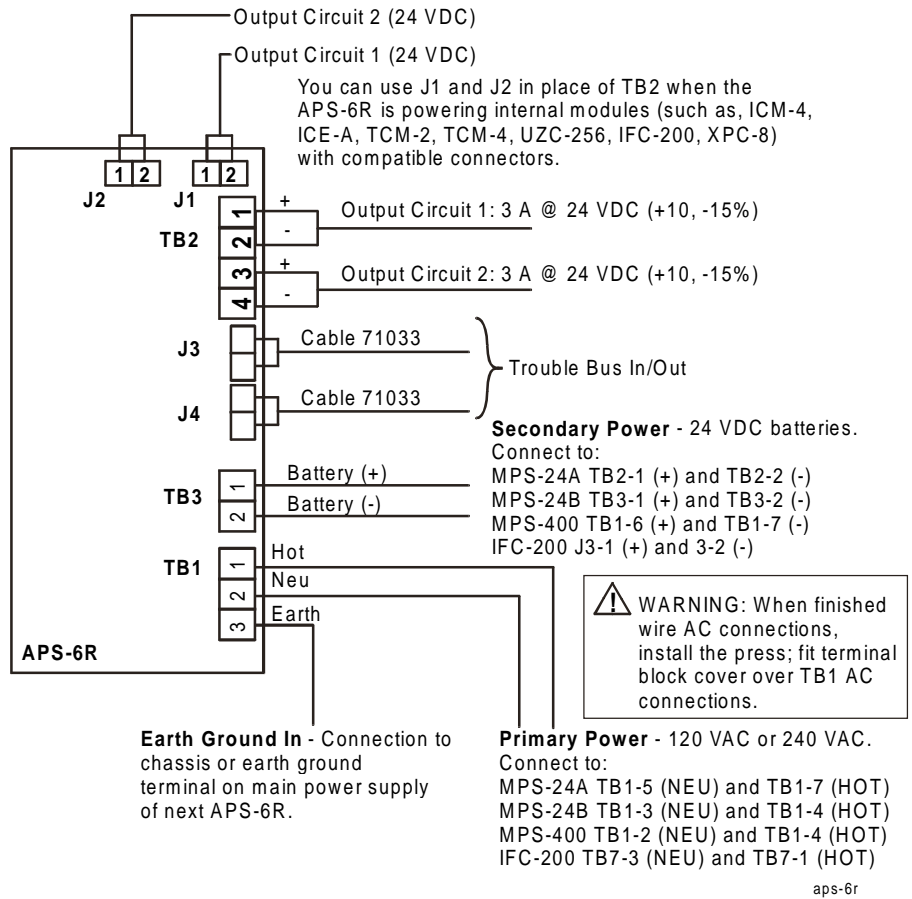 Output Circuit 2 (24 VDC)
Output Circuit 1 (24 VDC)
You can use J1 and J2 in place of TB2 when the
APS-6R is powering internal modules (such as, ICM-4,
ICE-A, TCM-2, TCM-4, UZC-256, IFC-200, XPC-8)
with compatible connectors.
1 2
1 2
J2
J1
TB2
1
2
3
4
+
-
+
-
Output Circuit 1: 3 A @ 24 VDC (+10, -15%)
Output Circuit 2: 3 A @ 24 VDC (+10, -15%)
J3
Cable 71033
Trouble Bus In/Out
J4
Cable 71033
Secondary Power - 24 VDC batteries.
Connect to:
MPS-24A TB2-1 (+) and TB2-2 (-)
MPS-24B TB3-1 (+) and TB3-2 (-)
MPS-400 TB1-6 (+) and TB1-7 (-)
IFC-200 J3-1 (+) and 3-2 (-)
TB3
1
2
Battery (+)
Battery (-)
TB1
1
2
3
Hot
Neu
Earth
APS-6R
WARNING: When finished
wire AC connections,
install the press; fit terminal
block cover over TB1 AC
connections.
Earth Ground In - Connection to
chassis or earth ground
terminal on main power supply
of next APS-6R.
Primary Power - 120 VAC or 240 VAC.
Connect to:
MPS-24A TB1-5 (NEU) and TB1-7 (HOT)
MPS-24B TB1-3 (NEU) and TB1-4 (HOT)
MPS-400 TB1-2 (NEU) and TB1-4 (HOT)
IFC-200 TB7-3 (NEU) and TB7-1 (HOT)
aps-6r